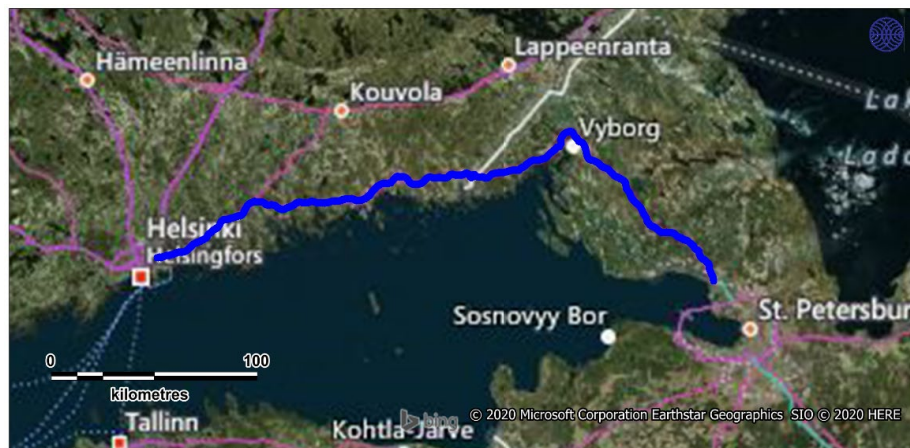 Lappeenranta
Hämeenlinna
Kouvola
Vyborg
Lak
Lado
Helsinki
Helsingfors
Sosnovyy Bor
St. Petersbur
0 100
kilometres
bing
© 2020 Microsoft Corporation Earthstar Geographics SIO © 2020 HERE
Tallinn
Kohtla-Järve